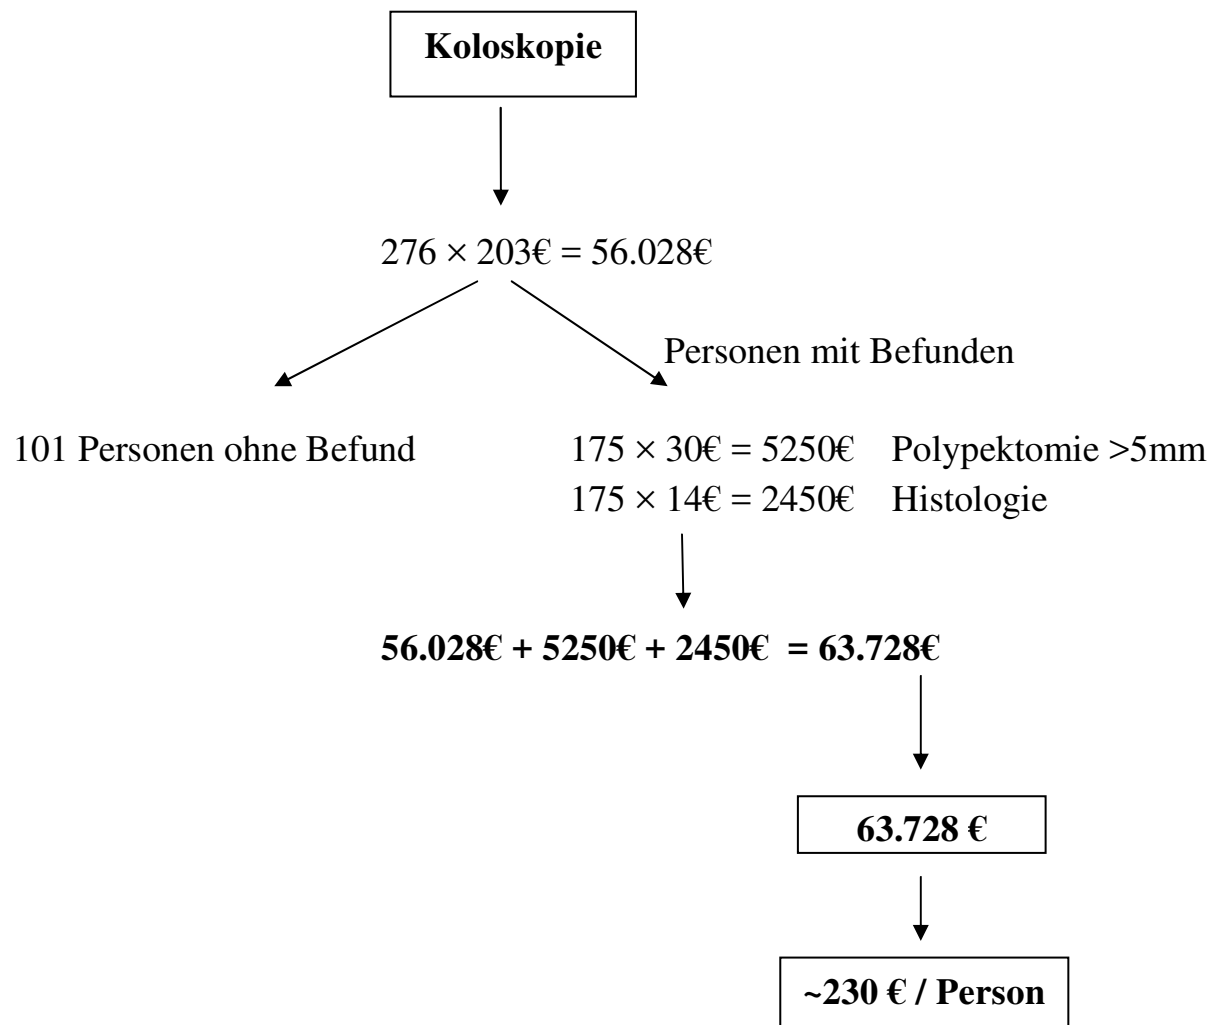 Koloskopie
276 × 203€ = 56.028€
Personen mit Befunden
101 Personen ohne Befund
175 × 30€ = 5250€ Polypektomie >5mm
175 × 14€ = 2450€ Histologie
56.028€ + 5250€ + 2450€ = 63.728€
63.728 €
~230 € / Person